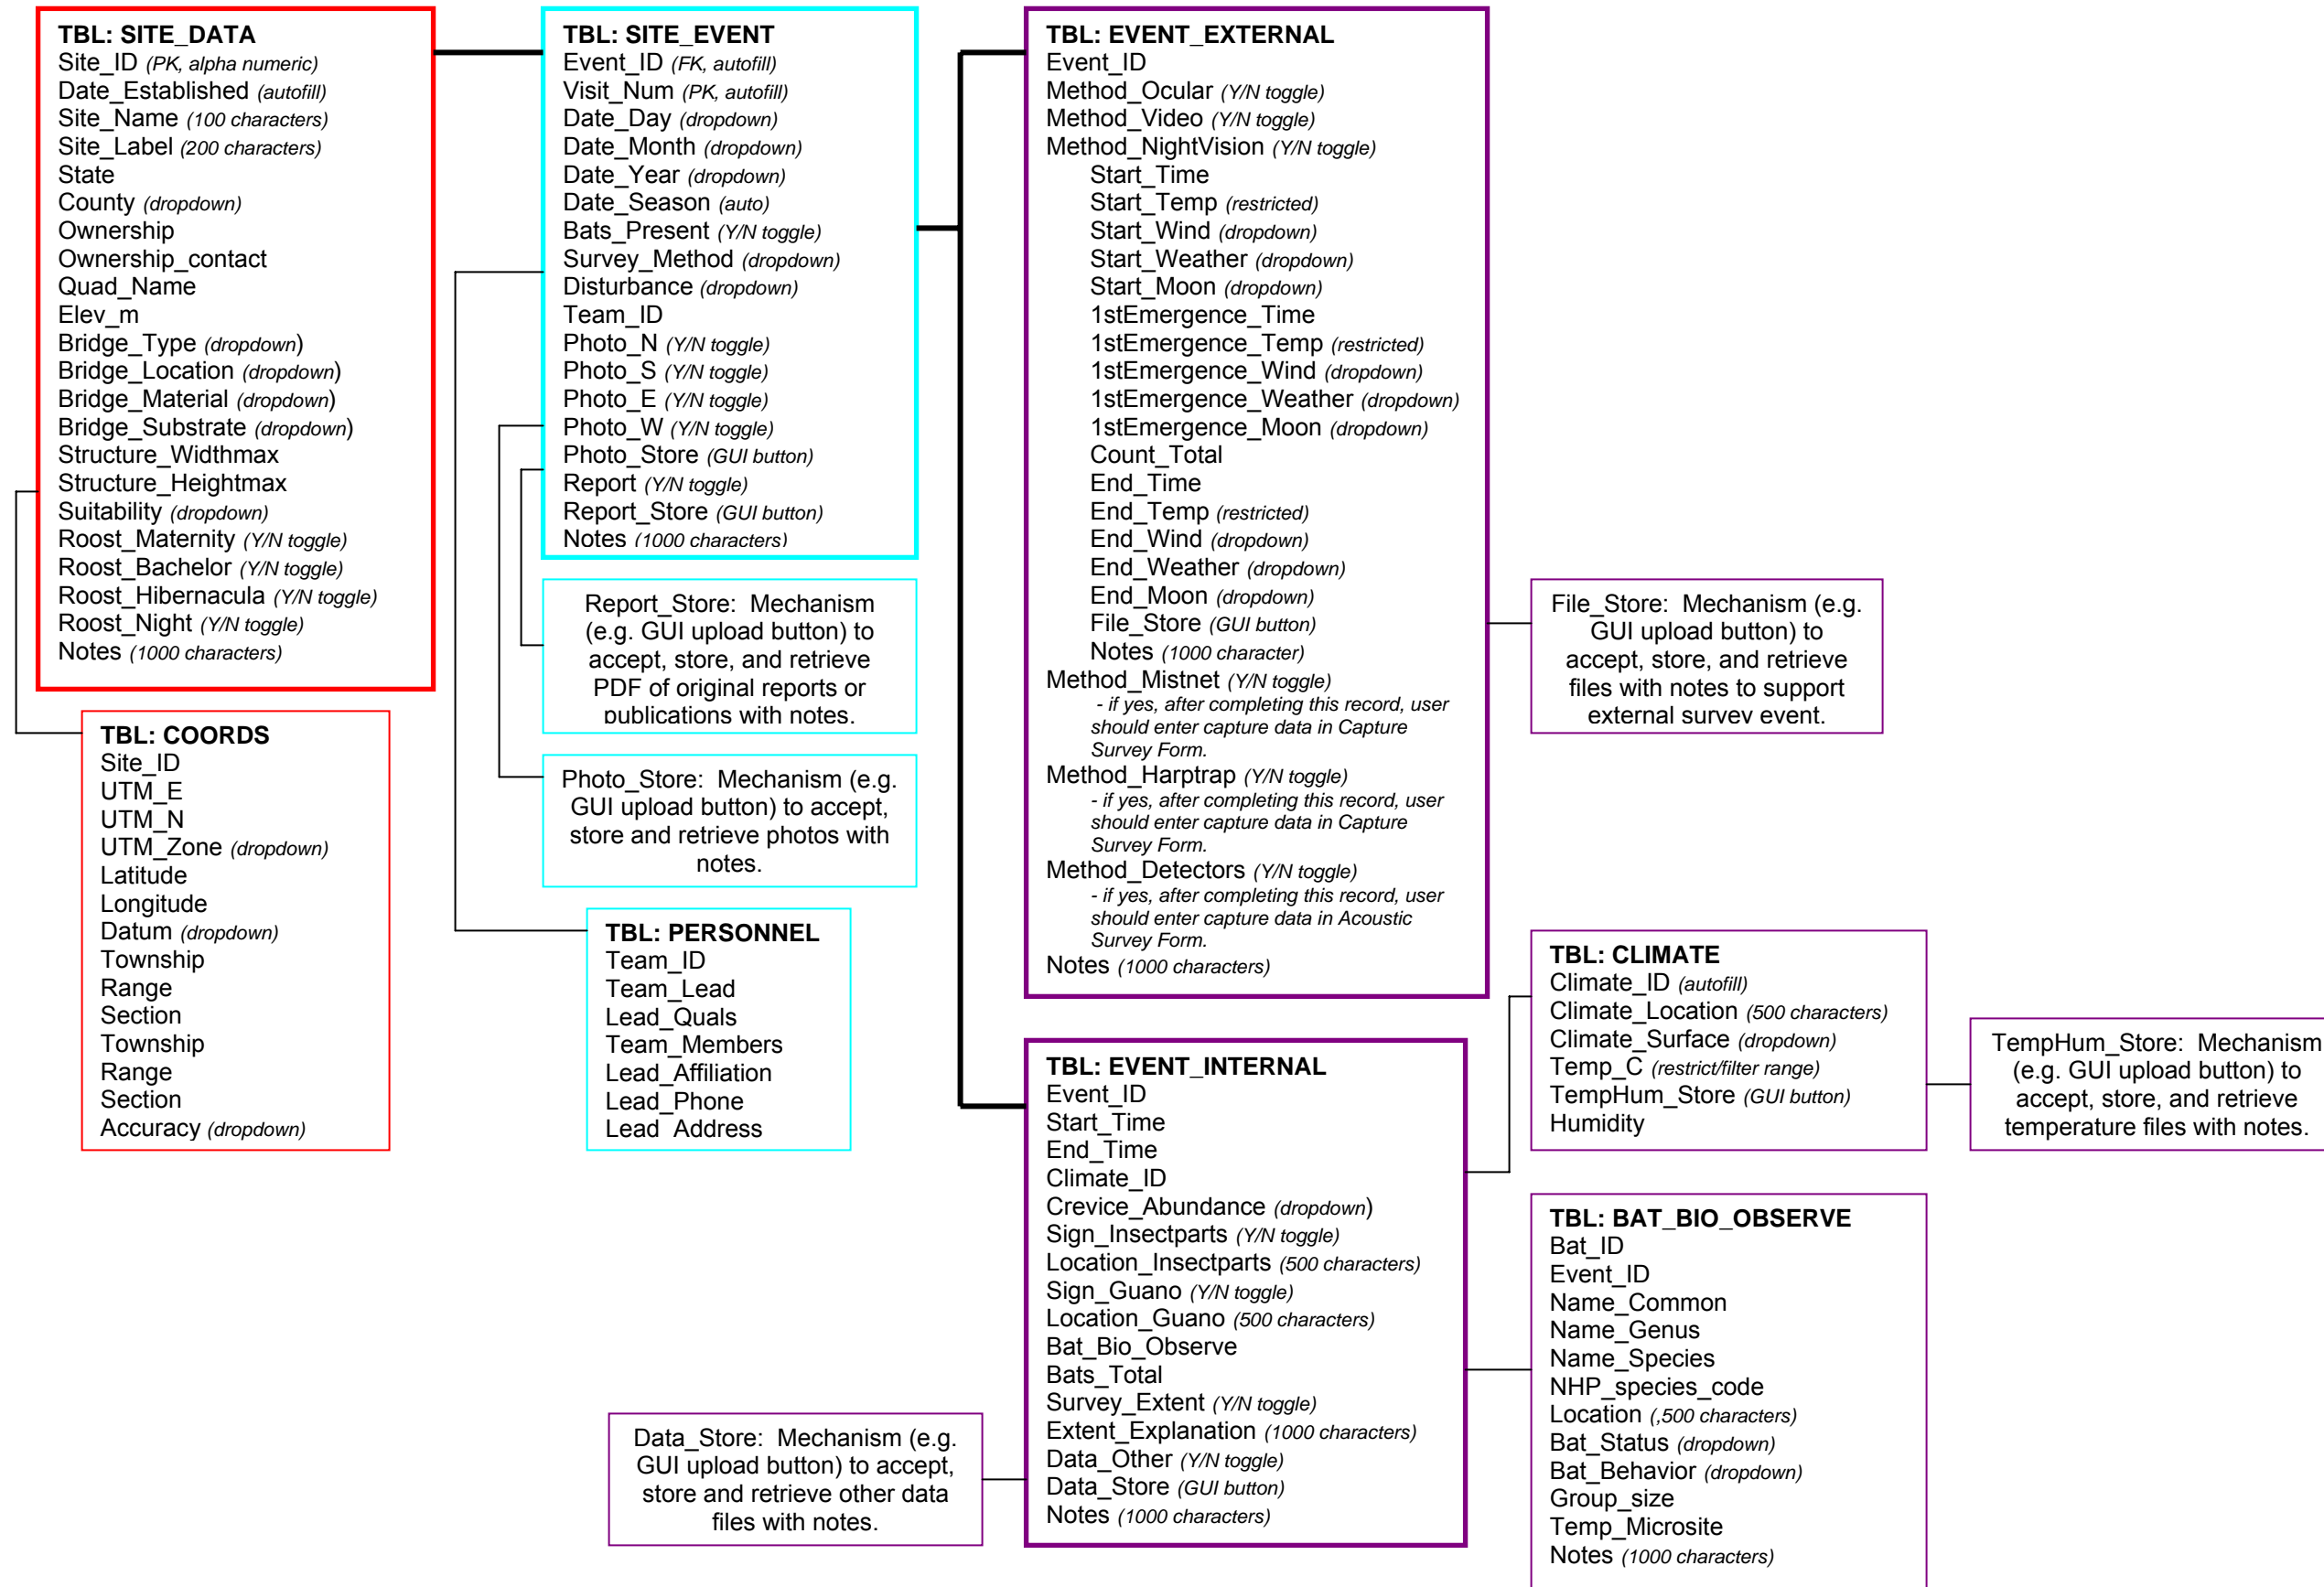 TBL: SITE_DATA
Site_ID (PK, alpha numeric)
Date_Established (autofill)
Site_Name (100 characters)
Site_Label (200 characters)
State
County (dropdown)
Ownership
Ownership_contact
Quad_Name
Elev_m
Bridge_Type (dropdown)
Bridge_Location (dropdown)
Bridge_Material (dropdown)
Bridge_Substrate (dropdown)
Structure_Widthmax
Structure_Heightmax
Suitability (dropdown)
Roost_Maternity (Y/N toggle)
Roost_Bachelor (Y/N toggle)
Roost_Hibernacula (Y/N toggle)
Roost_Night (Y/N toggle)
Notes (1000 characters)
TBL: COORDS
Site_ID
UTM_E
UTM_N
UTM_Zone (dropdown)
Latitude
Longitude
Datum (dropdown)
Township
Range
Section
Township
Range
Section
Accuracy (dropdown)
TBL: SITE_EVENT
Event_ID (FK, autofill)
Visit_Num (PK, autofill)
Date_Day (dropdown)
Date_Month (dropdown)
Date_Year (dropdown)
Date_Season (auto)
Bats_Present (Y/N toggle)
Survey_Method (dropdown)
Disturbance (dropdown)
Team_ID
Photo_N (Y/N toggle)
Photo_S (Y/N toggle)
Photo_E (Y/N toggle)
Photo_W (Y/N toggle)
Photo_Store (GUI button)
Report (Y/N toggle)
Report_Store (GUI button)
Notes (1000 characters)
Report_Store: Mechanism
(e.g. GUI upload button) to
accept, store, and retrieve
PDF of original reports or
publications with notes.
Photo_Store: Mechanism (e.g.
GUI upload button) to accept,
store and retrieve photos with
notes.
TBL: PERSONNEL
Team_ID
Team_Lead
Lead_Quals
Team_Members
Lead_Affiliation
Lead_Phone
Lead_Address
TBL: EVENT_EXTERNAL
Event_ID
Method_Ocular (Y/N toggle)
Method_Video (Y/N toggle)
Method_NightVision (Y/N toggle)
Start_Time
Start_Temp (restricted)
Start_Wind (dropdown)
Start_Weather (dropdown)
Start_Moon (dropdown)
1stEmergence_Time
1stEmergence_Temp (restricted)
1stEmergence_Wind (dropdown)
1stEmergence_Weather (dropdown)
1stEmergence_Moon (dropdown)
Count_Total
End_Time
End_Temp (restricted)
End_Wind (dropdown)
End_Weather (dropdown)
End_Moon (dropdown)
File_Store (GUI button)
Notes (1000 character)
Method_Mistnet (Y/N toggle)
- if yes, after completing this record, user
should enter capture data in Capture
Survey Form.
Method_Harptrap (Y/N toggle)
- if yes, after completing this record, user
should enter capture data in Capture
Survey Form.
Method_Detectors (Y/N toggle)
- if yes, after completing this record, user
should enter capture data in Acoustic
Survey Form.
Notes (1000 characters)
File_Store: Mechanism (e.g.
GUI upload button) to
accept, store, and retrieve
files with notes to support
external survey event.
TBL: EVENT_INTERNAL
Event_ID
Start_Time
End_Time
Climate_ID
Crevice_Abundance (dropdown)
Sign_Insectparts (Y/N toggle)
Location_Insectparts (500 characters)
Sign_Guano (Y/N toggle)
Location_Guano (500 characters)
Bat_Bio_Observe
Bats_Total
Survey_Extent (Y/N toggle)
Extent_Explanation (1000 characters)
Data_Other (Y/N toggle)
Data_Store (GUI button)
Notes (1000 characters)
Data_Store: Mechanism (e.g.
GUI upload button) to accept,
store and retrieve other data
files with notes.
TBL: CLIMATE
Climate_ID (autofill)
Climate_Location (500 characters)
Climate_Surface (dropdown)
Temp_C (restrict/filter range)
TempHum_Store (GUI button)
Humidity
TempHum_Store: Mechanism
(e.g. GUI upload button) to
accept, store, and retrieve
temperature files with notes.
TBL: BAT_BIO_OBSERVE
Bat_ID
Event_ID
Name_Common
Name_Genus
Name_Species
NHP_species_code
Location (,500 characters)
Bat_Status (dropdown)
Bat_Behavior (dropdown)
Group_size
Temp_Microsite
Notes (1000 characters)